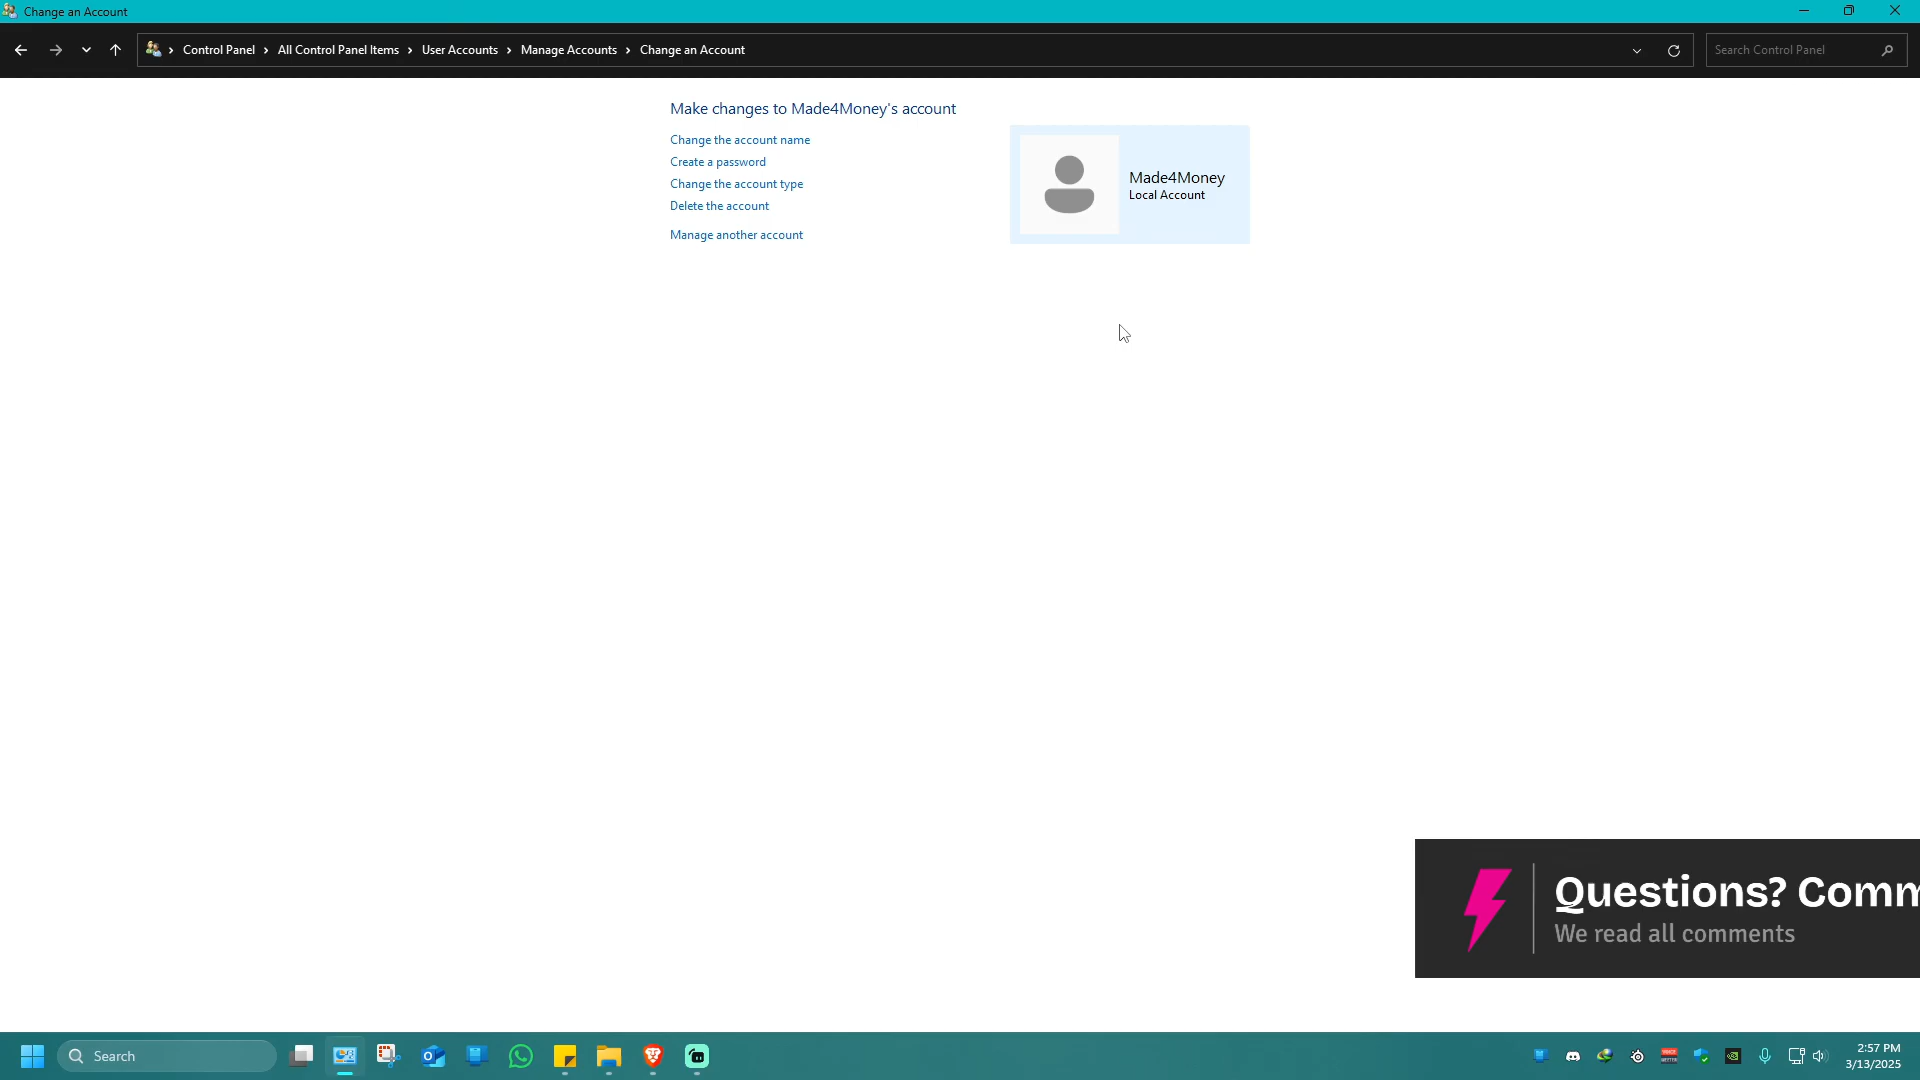 Change an Account
Control Panel › All Control Panel Items › User Accounts › Manage Accounts › Change an Account
Search Control Panel
Make changes to Made4Money's account
Change the account name
Create a password
Change the account type
Delete the account
Manage another account
Made4Money
Local Account
Questions? Comm
We read all comments
Search
2:57 PM
3/13/2025